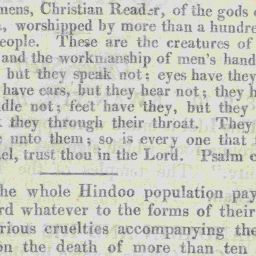 mens, Christian Reader, of the gods o
, worshipped by more than a hundre
eople. These are the creatures of
and the workmanship of men's hand
but they speak not; eyes have they
have ears, but they hear not; they h
dle not; feet have they, but they
they through their throat. They
unto them; so is every one that t
el, trust thou in the Lord. Psalm c
he whole Hindoo population pay
rd whatever to the forms of their
rious cruelties accompanying the
on the death of more than ten